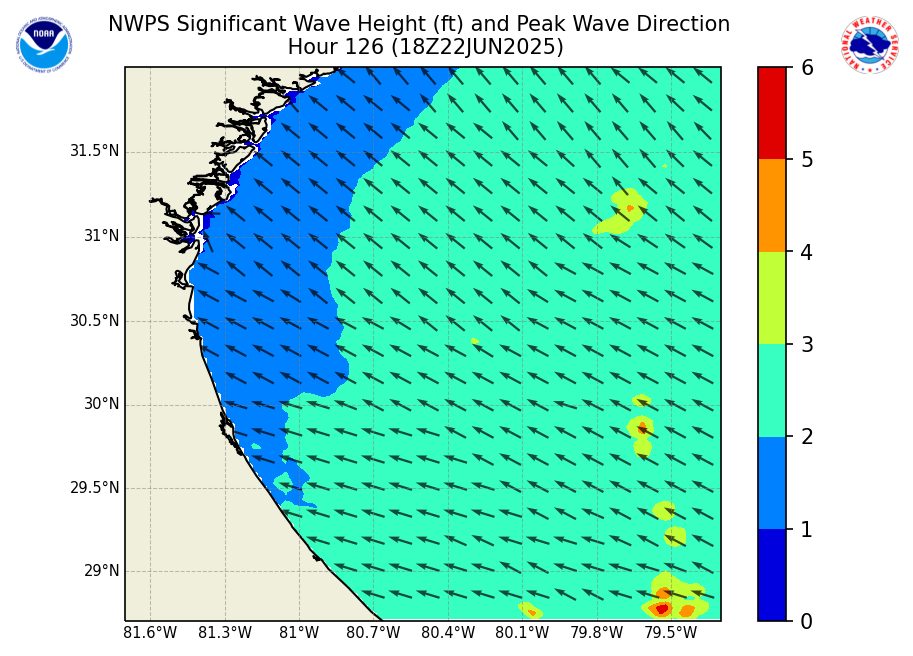 NWPS Significant Wave Height (ft) and Peak Wave Direction
Hour 126 (18Z22JUN2025)
NOAA
NATIONAL WEATHER SERVICE
31.5°N
31°N
30.5°N
30°N
29.5°N
29°N
81.6°W 81.3°W 81°W 80.7°W 80.4°W 80.1°W 79.8°W 79.5°W
6
5
4
3
2
1
0